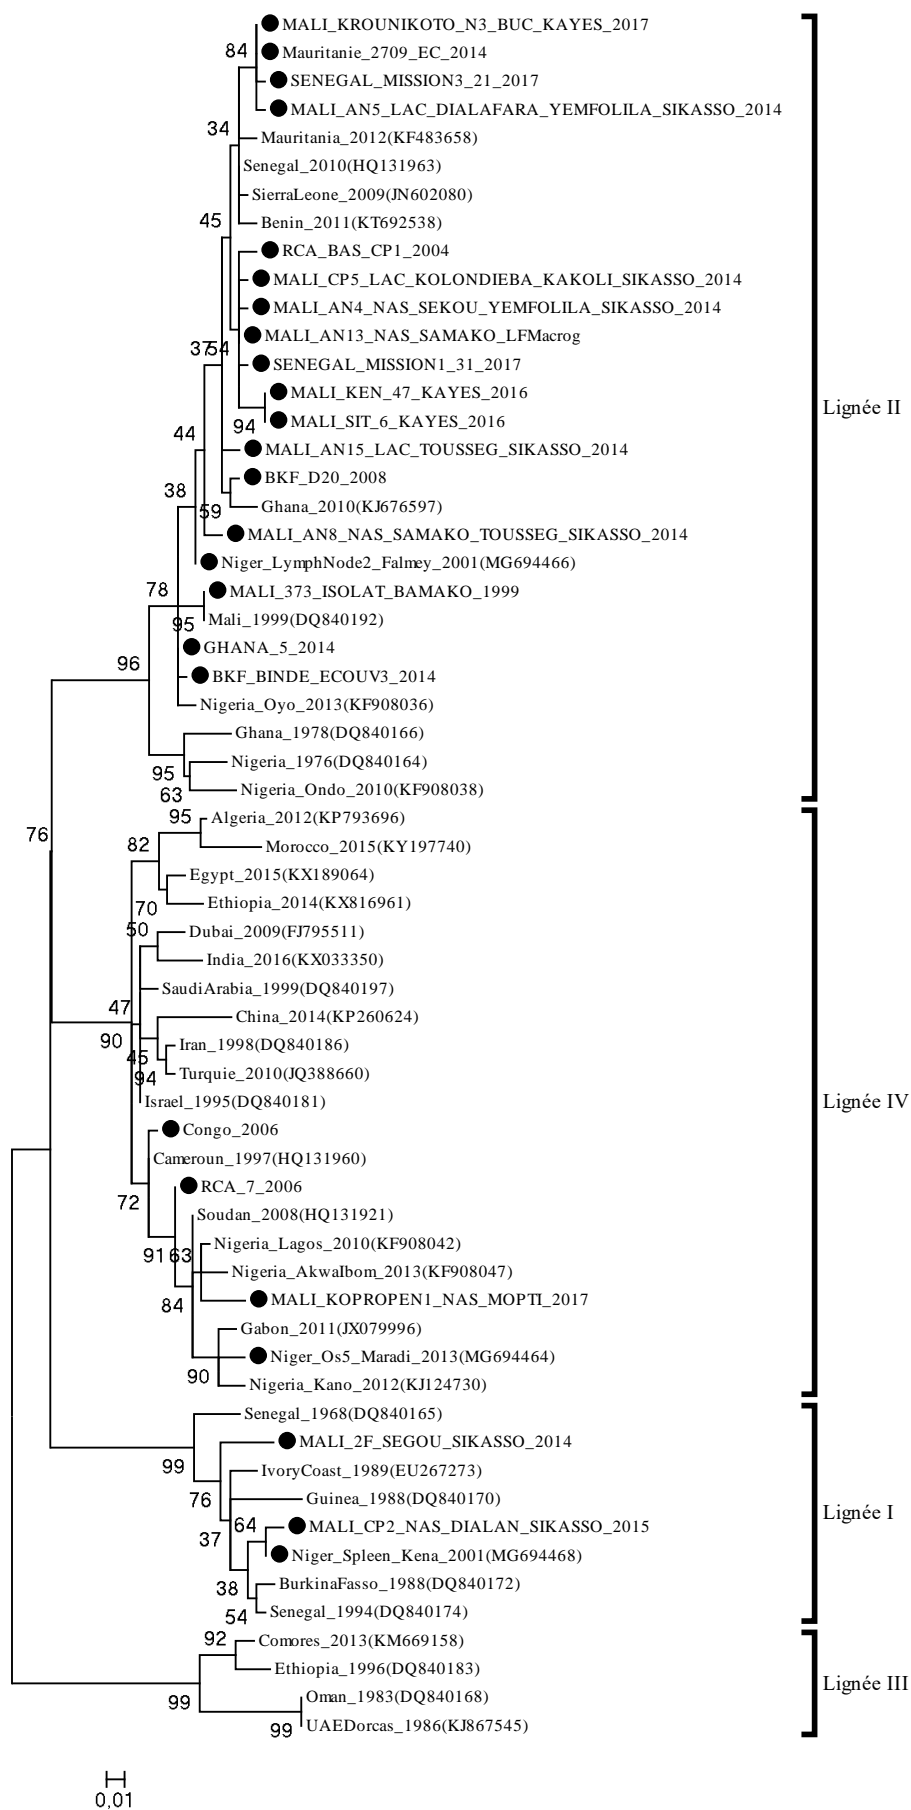 MALI_KROUNIKOTO_N3_BUC_KAYES_2017
84
Mauritanie_2709_EC_2014
SENEGAL_MISSION3_21_2017
MALI_AN5_LAC_DIALAFARA_YEMFOLILA_SIKASSO_2014
34
Mauritania_2012(KF483658)
Senegal_2010(HQ131963)
SierraLeone_2009(JN602080)
45
Benin_2011(KT692538)
RCA_BAS_CP1_2004
MALI_CP5_LAC_KOLONDIEBA_KAKOLI_SIKASSO_2014
MALI_AN4_NAS_SEKOU_YEMFOLILA_SIKASSO_2014
MALI_AN13_NAS_SAMAKO_LFMacrog
37
54
SENEGAL_MISSION1_31_2017
MALI_KEN_47_KAYES_2016
Lignée II
MALI_SIT_6_KAYES_2016
94
44
MALI_AN15_LAC_TOUSSEG_SIKASSO_2014
BKF_D20_2008
38
Ghana_2010(KJ676597)
59
MALI_AN8_NAS_SAMAKO_TOUSSEG_SIKASSO_2014
Niger_LymphNode2_Falmey_2001(MG694466)
78
MALI_373_ISOLAT_BAMAKO_1999
Mali_1999(DQ840192)
95
GHANA_5_2014
96
BKF_BINDE_ECOUV3_2014
Nigeria_Oyo_2013(KF908036)
Ghana_1978(DQ840166)
Nigeria_1976(DQ840164)
95
Nigeria_Ondo_2010(KF908038)
63
95
Algeria_2012(KP793696)
76
82
Morocco_2015(KY197740)
Egypt_2015(KX189064)
Ethiopia_2014(KX816961)
70
50
Dubai_2009(FJ795511)
India_2016(KX033350)
SaudiArabia_1999(DQ840197)
47
China_2014(KP260624)
90
Iran_1998(DQ840186)
45
Turquie_2010(JQ388660)
94
Israel_1995(DQ840181)
Lignée IV
Congo_2006
Cameroun_1997(HQ131960)
RCA_7_2006
72
Soudan_2008(HQ131921)
Nigeria_Lagos_2010(KF908042)
91
63
Nigeria_AkwaIbom_2013(KF908047)
MALI_KOPROPEN1_NAS_MOPTI_2017
84
Gabon_2011(JX079996)
Niger_Os5_Maradi_2013(MG694464)
90
Nigeria_Kano_2012(KJ124730)
Senegal_1968(DQ840165)
MALI_2F_SEGOU_SIKASSO_2014
99
IvoryCoast_1989(EU267273)
76
Guinea_1988(DQ840170)
Lignée I
64
MALI_CP2_NAS_DIALAN_SIKASSO_2015
37
Niger_Spleen_Kena_2001(MG694468)
38
BurkinaFasso_1988(DQ840172)
54
Senegal_1994(DQ840174)
92
Comores_2013(KM669158)
Ethiopia_1996(DQ840183)
Lignée III
99
Oman_1983(DQ840168)
99
UAEDorcas_1986(KJ867545)
0,01